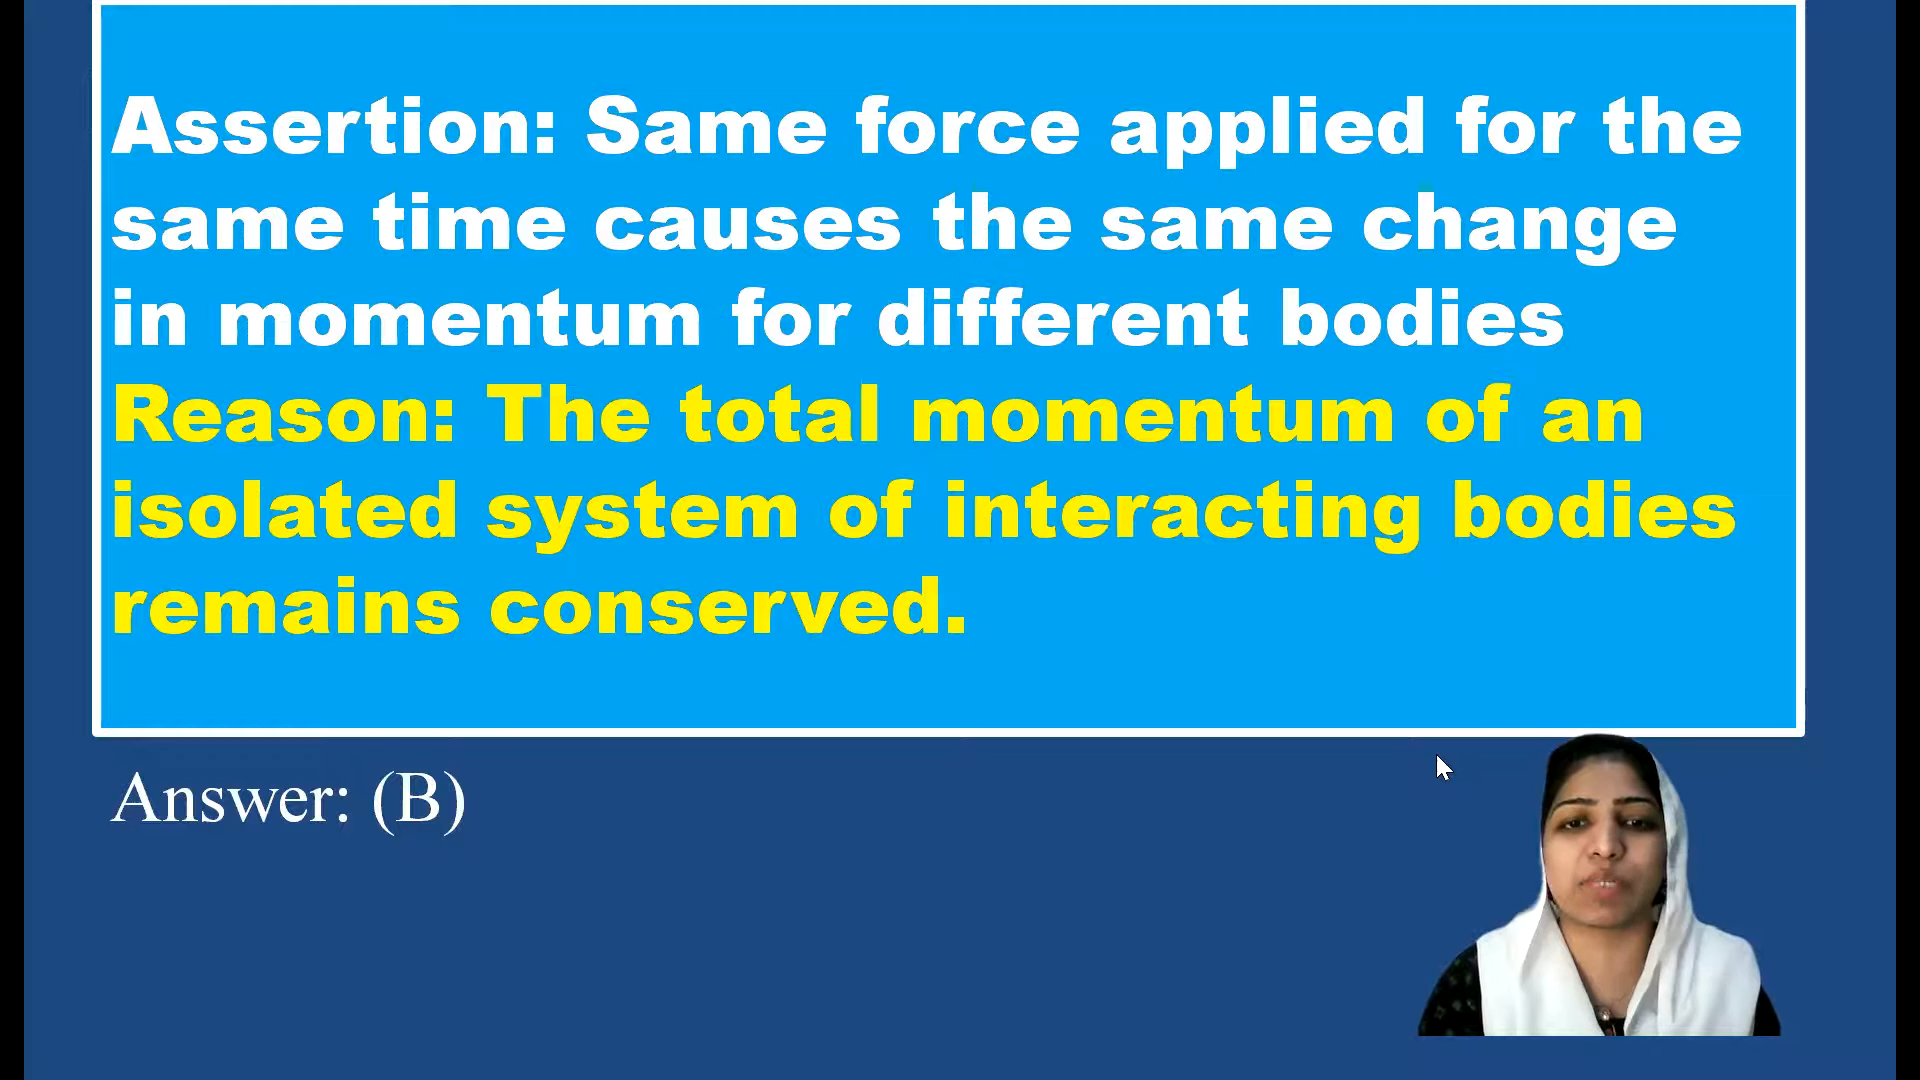 Assertion: Same force applied for the
same time causes the same change
in momentum for different bodies
Reason: The total momentum of an
isolated system of interacting bodies
remains conserved.
Answer: (B)